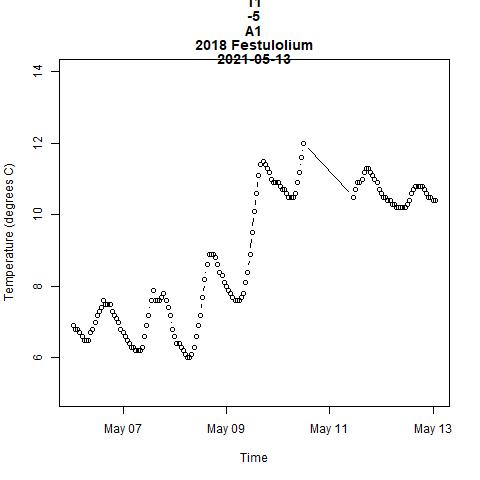 T1
-5
A1
2018 Festulolium
2021-05-13
Temperature (degrees C)
14
12
10
8
6
May 07
May 09
May 11
May 13
Time